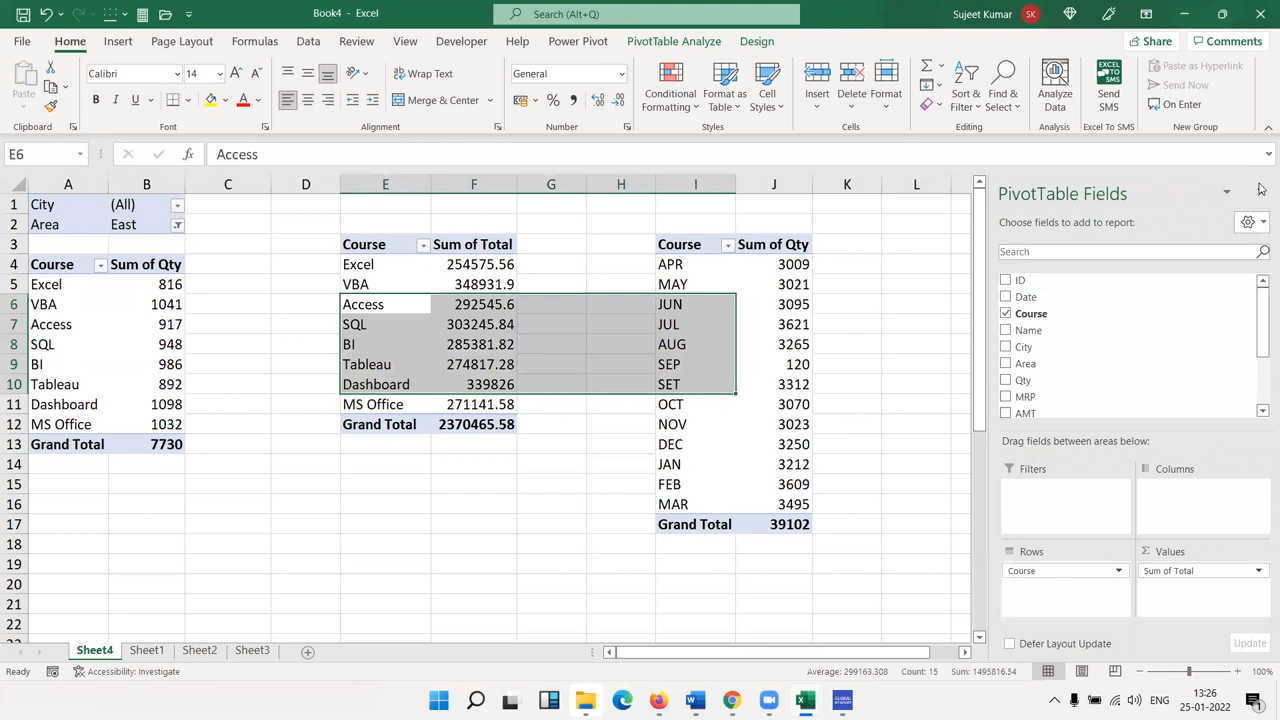 Book4 - Excel
Search (Alt+Q)
Sujeet Kumar SK
File Home Insert Page Layout Formulas Data Review View Developer Help Power Pivot PivotTable Analyze Design Share Comments
Paste
Clipboard
Calibri 14
B I U
Font
Wrap Text
Merge & Center
Alignment
General
Number
Conditional Formatting
Format as Table
Cell Styles
Styles
Insert Delete Format
Cells
Sort & Filter
Find & Select
Editing
Analyze Data
Analysis
Send SMS
Excel To SMS
Paste as Hyperlink
Send Now
On Enter
New Group
E6 fx Access
A B C D E F G H I J K L
1 City (All)
2 Area East
3 Course Sum of Total Course Sum of Qty
4 Course Sum of Qty Excel 254575.56 APR 3009
5 Excel 816 VBA 348931.9 MAY 3021
6 VBA 1041 Access 292545.6 JUN 3095
7 Access 917 SQL 303245.84 JUL 3621
8 SQL 948 BI 285381.82 AUG 3265
9 BI 986 Tableau 274817.28 SEP 120
10 Tableau 892 Dashboard 339826 SET 3312
11 Dashboard 1098 MS Office 271141.58 OCT 3070
12 MS Office 1032 Grand Total 2370465.58 NOV 3023
13 Grand Total 7730 DEC 3250
14 JAN 3212
15 FEB 3609
16 MAR 3495
17 Grand Total 39102
18
19
20
21
22
PivotTable Fields
Choose fields to add to report:
Search
ID
Date
Course
Name
City
Area
Qty
MRP
AMT
Drag fields between areas below:
Filters Columns
Rows Values
Course Sum of Total
Defer Layout Update Update
Sheet4 Sheet1 Sheet2 Sheet3
Ready Accessibility: Investigate Average: 299163.308 Count: 15 Sum: 1495816.54 100%
ENG 13:26
25-01-2022